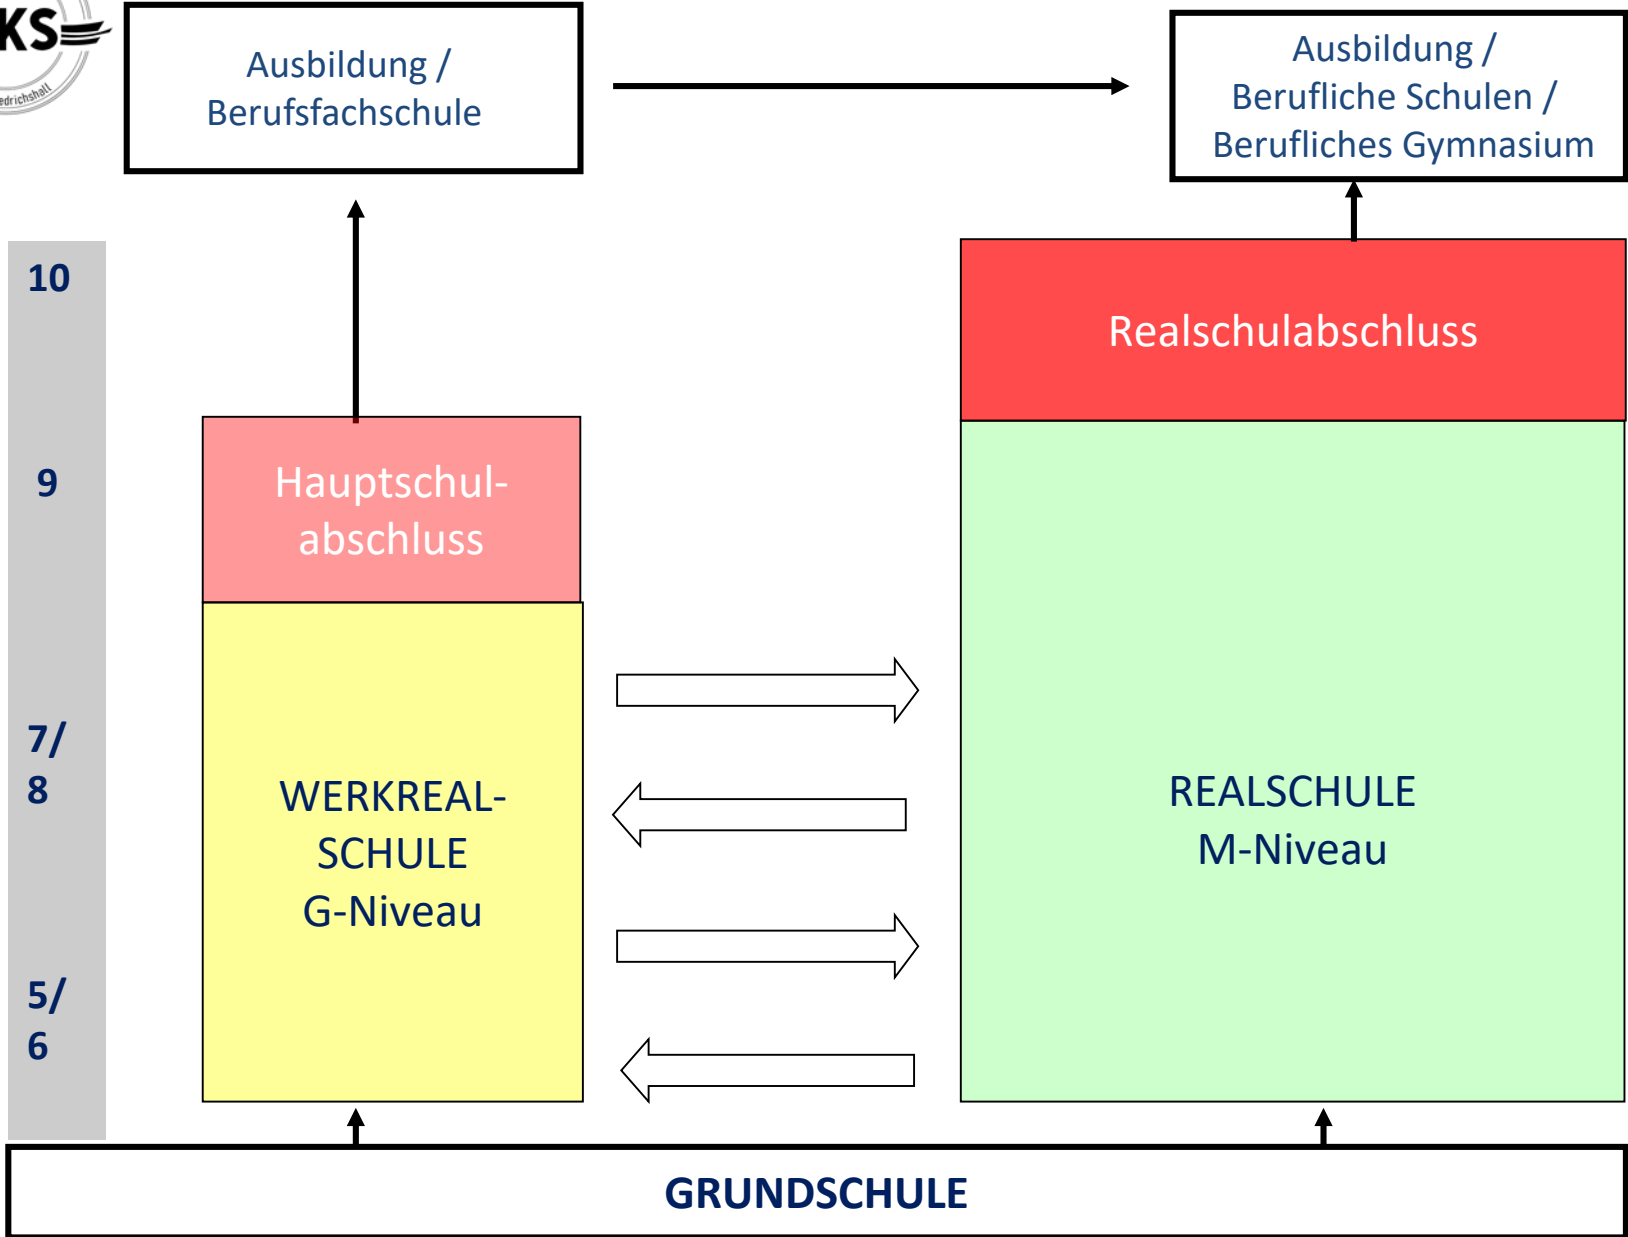 KS
edrichshall
Ausbildung /
Berufsfachschule
Ausbildung /
Berufliche Schulen /
Berufliches Gymnasium
10
Realschulabschluss
9
Hauptschul-
abschluss
7/
8
WERKREAL-
SCHULE
G-Niveau
REALSCHULE
M-Niveau
5/
6
GRUNDSCHULE